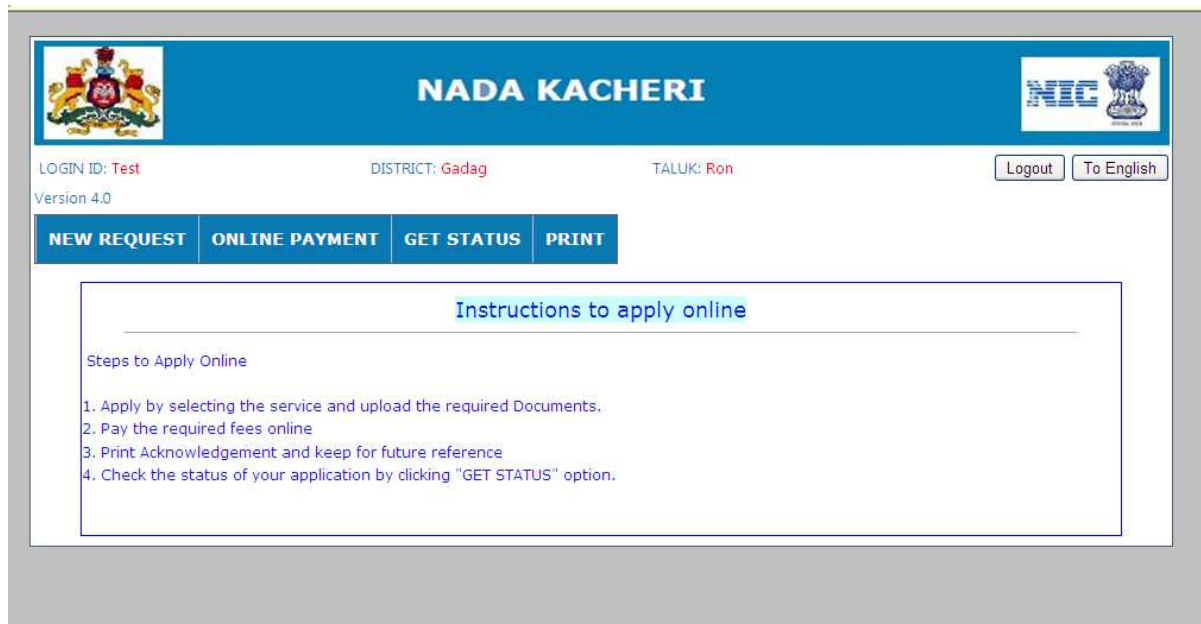 NADA KACHERI
NIC
LOGIN ID: Test DISTRICT: Gadag TALUK: Ron Logout To English
Version 4.0
NEW REQUEST ONLINE PAYMENT GET STATUS PRINT
Instructions to apply online
Steps to Apply Online
1. Apply by selecting the service and upload the required Documents.
2. Pay the required fees online
3. Print Acknowledgement and keep for future reference
4. Check the status of your application by clicking "GET STATUS" option.